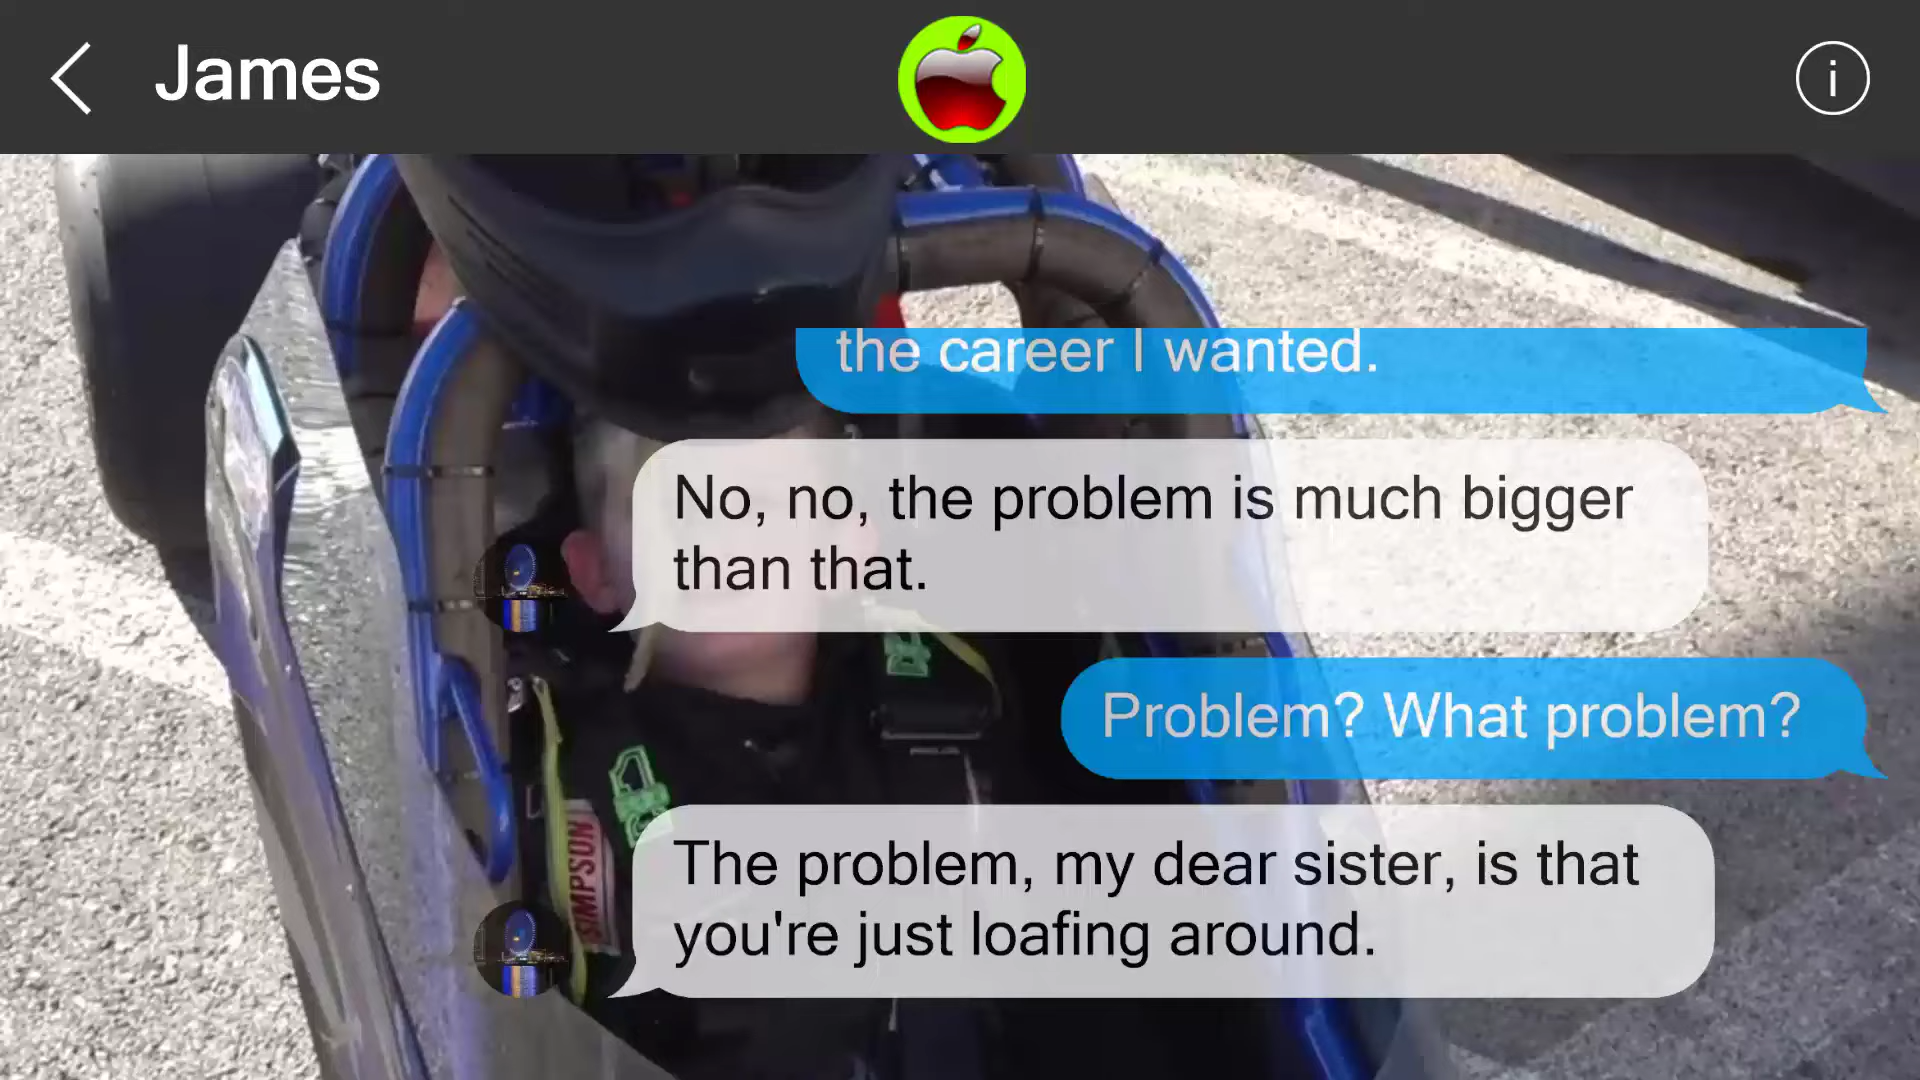 James
the career I wanted.
No, no, the problem is much bigger
than that.
Problem? What problem?
SIMPSON
The problem, my dear sister, is that
you're just loafing around.